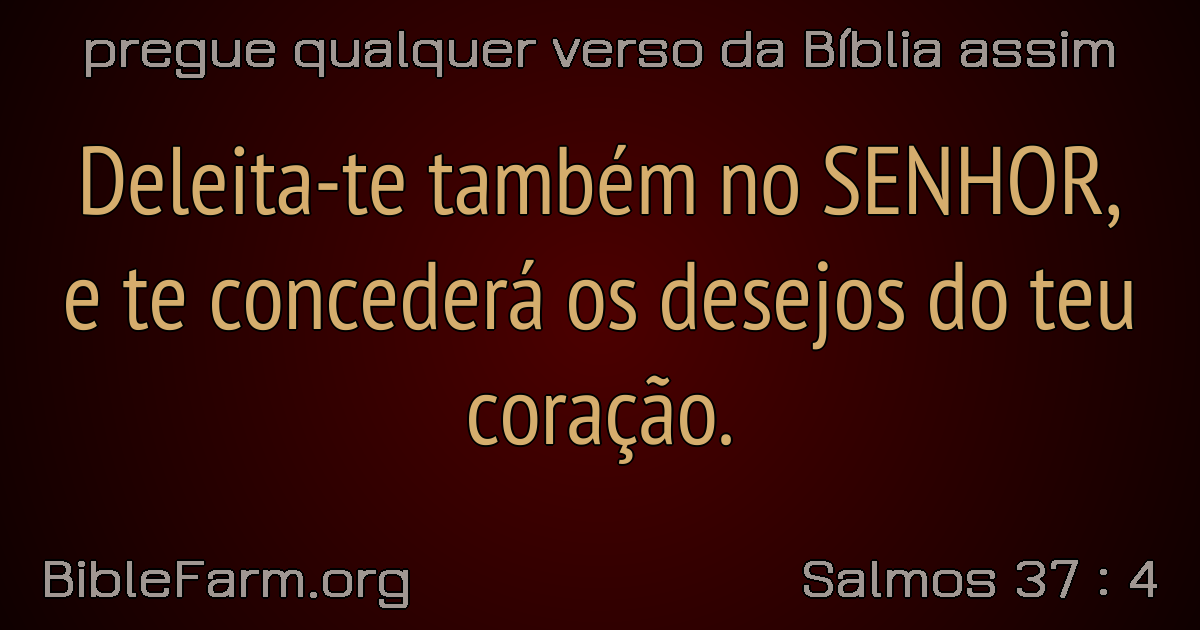 pregue qualquer verso da Bíblia assim
Deleita-te também no SENHOR,
e te concederá os desejos do teu
coração.
BibleFarm.org
Salmos 37 : 4